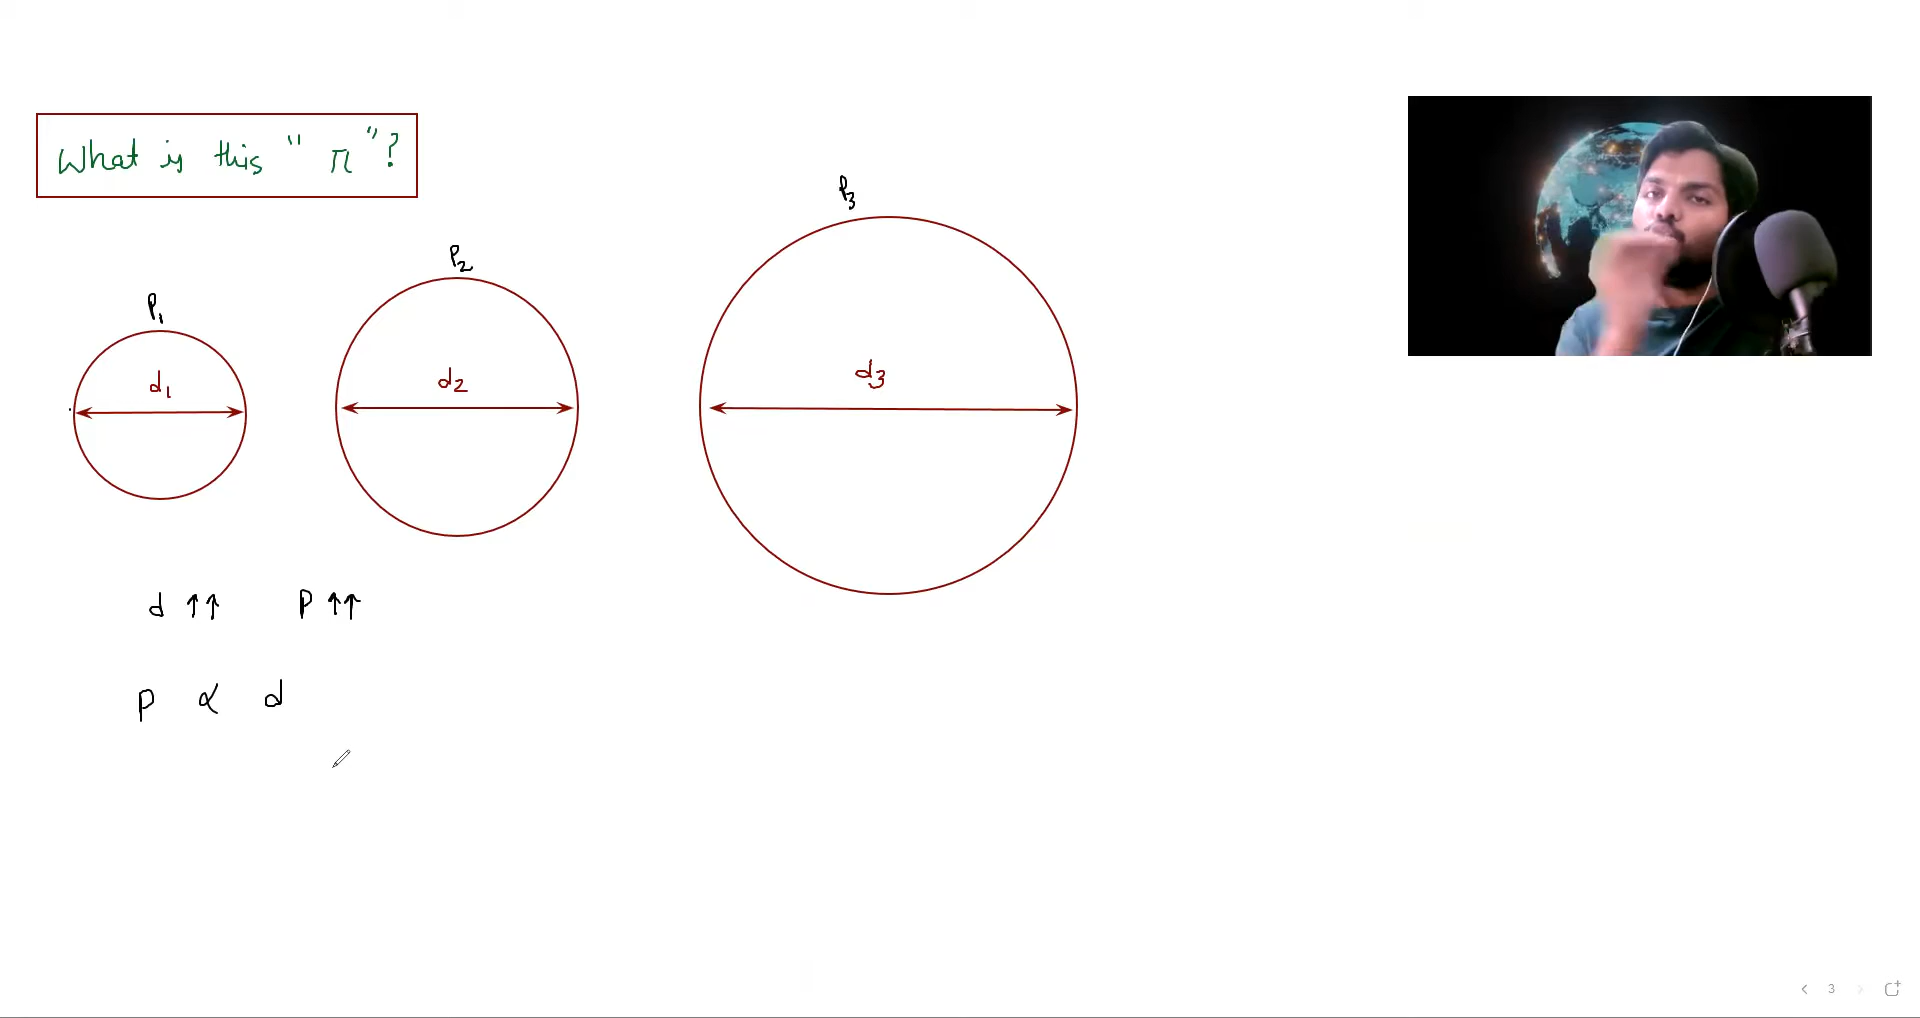 What is this " π "?
P3
P2
P1
d1
d2
d3
d ↑↑ P ↑↑
P ∝ d
3